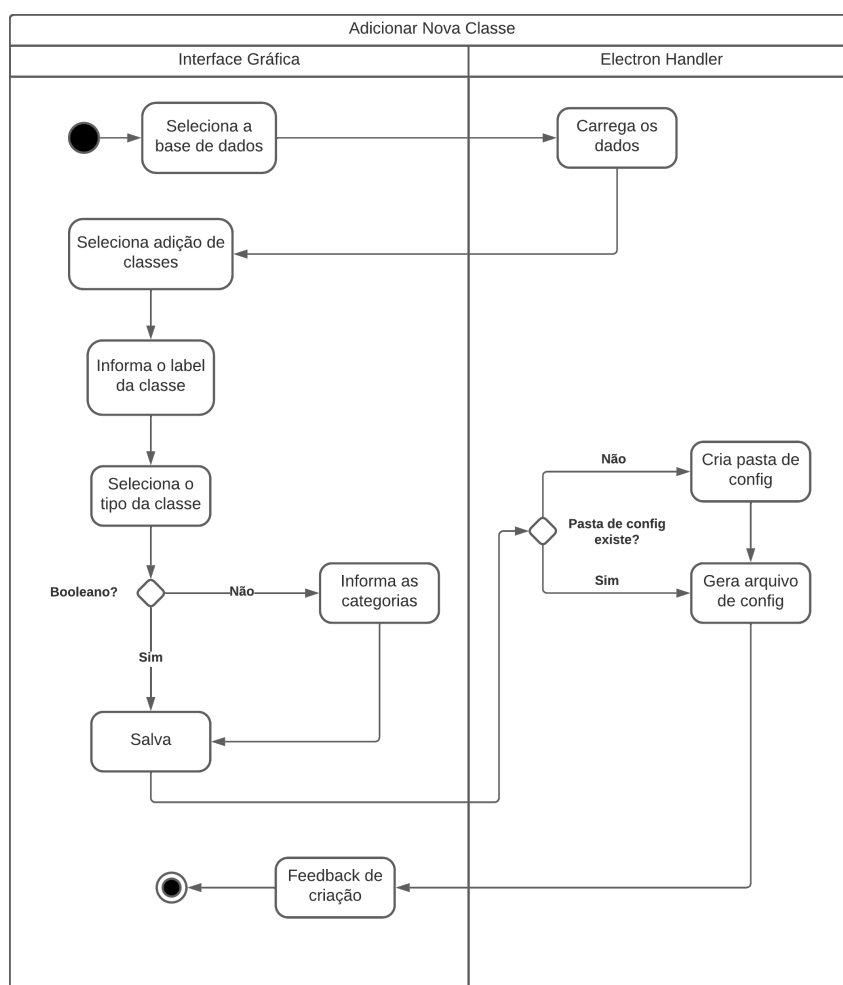 Adicionar Nova Classe
Interface Gráfica
Electron Handler
Seleciona a
base de dados
Carrega os
dados
Seleciona adição de
classes
Informa o label
da classe
Seleciona o
tipo da classe
Booleano?
Não
Informa as
categorias
Sim
Salva
Pasta de config
existe?
Não
Cria pasta de
config
Sim
Gera arquivo
de config
Feedback de
criação